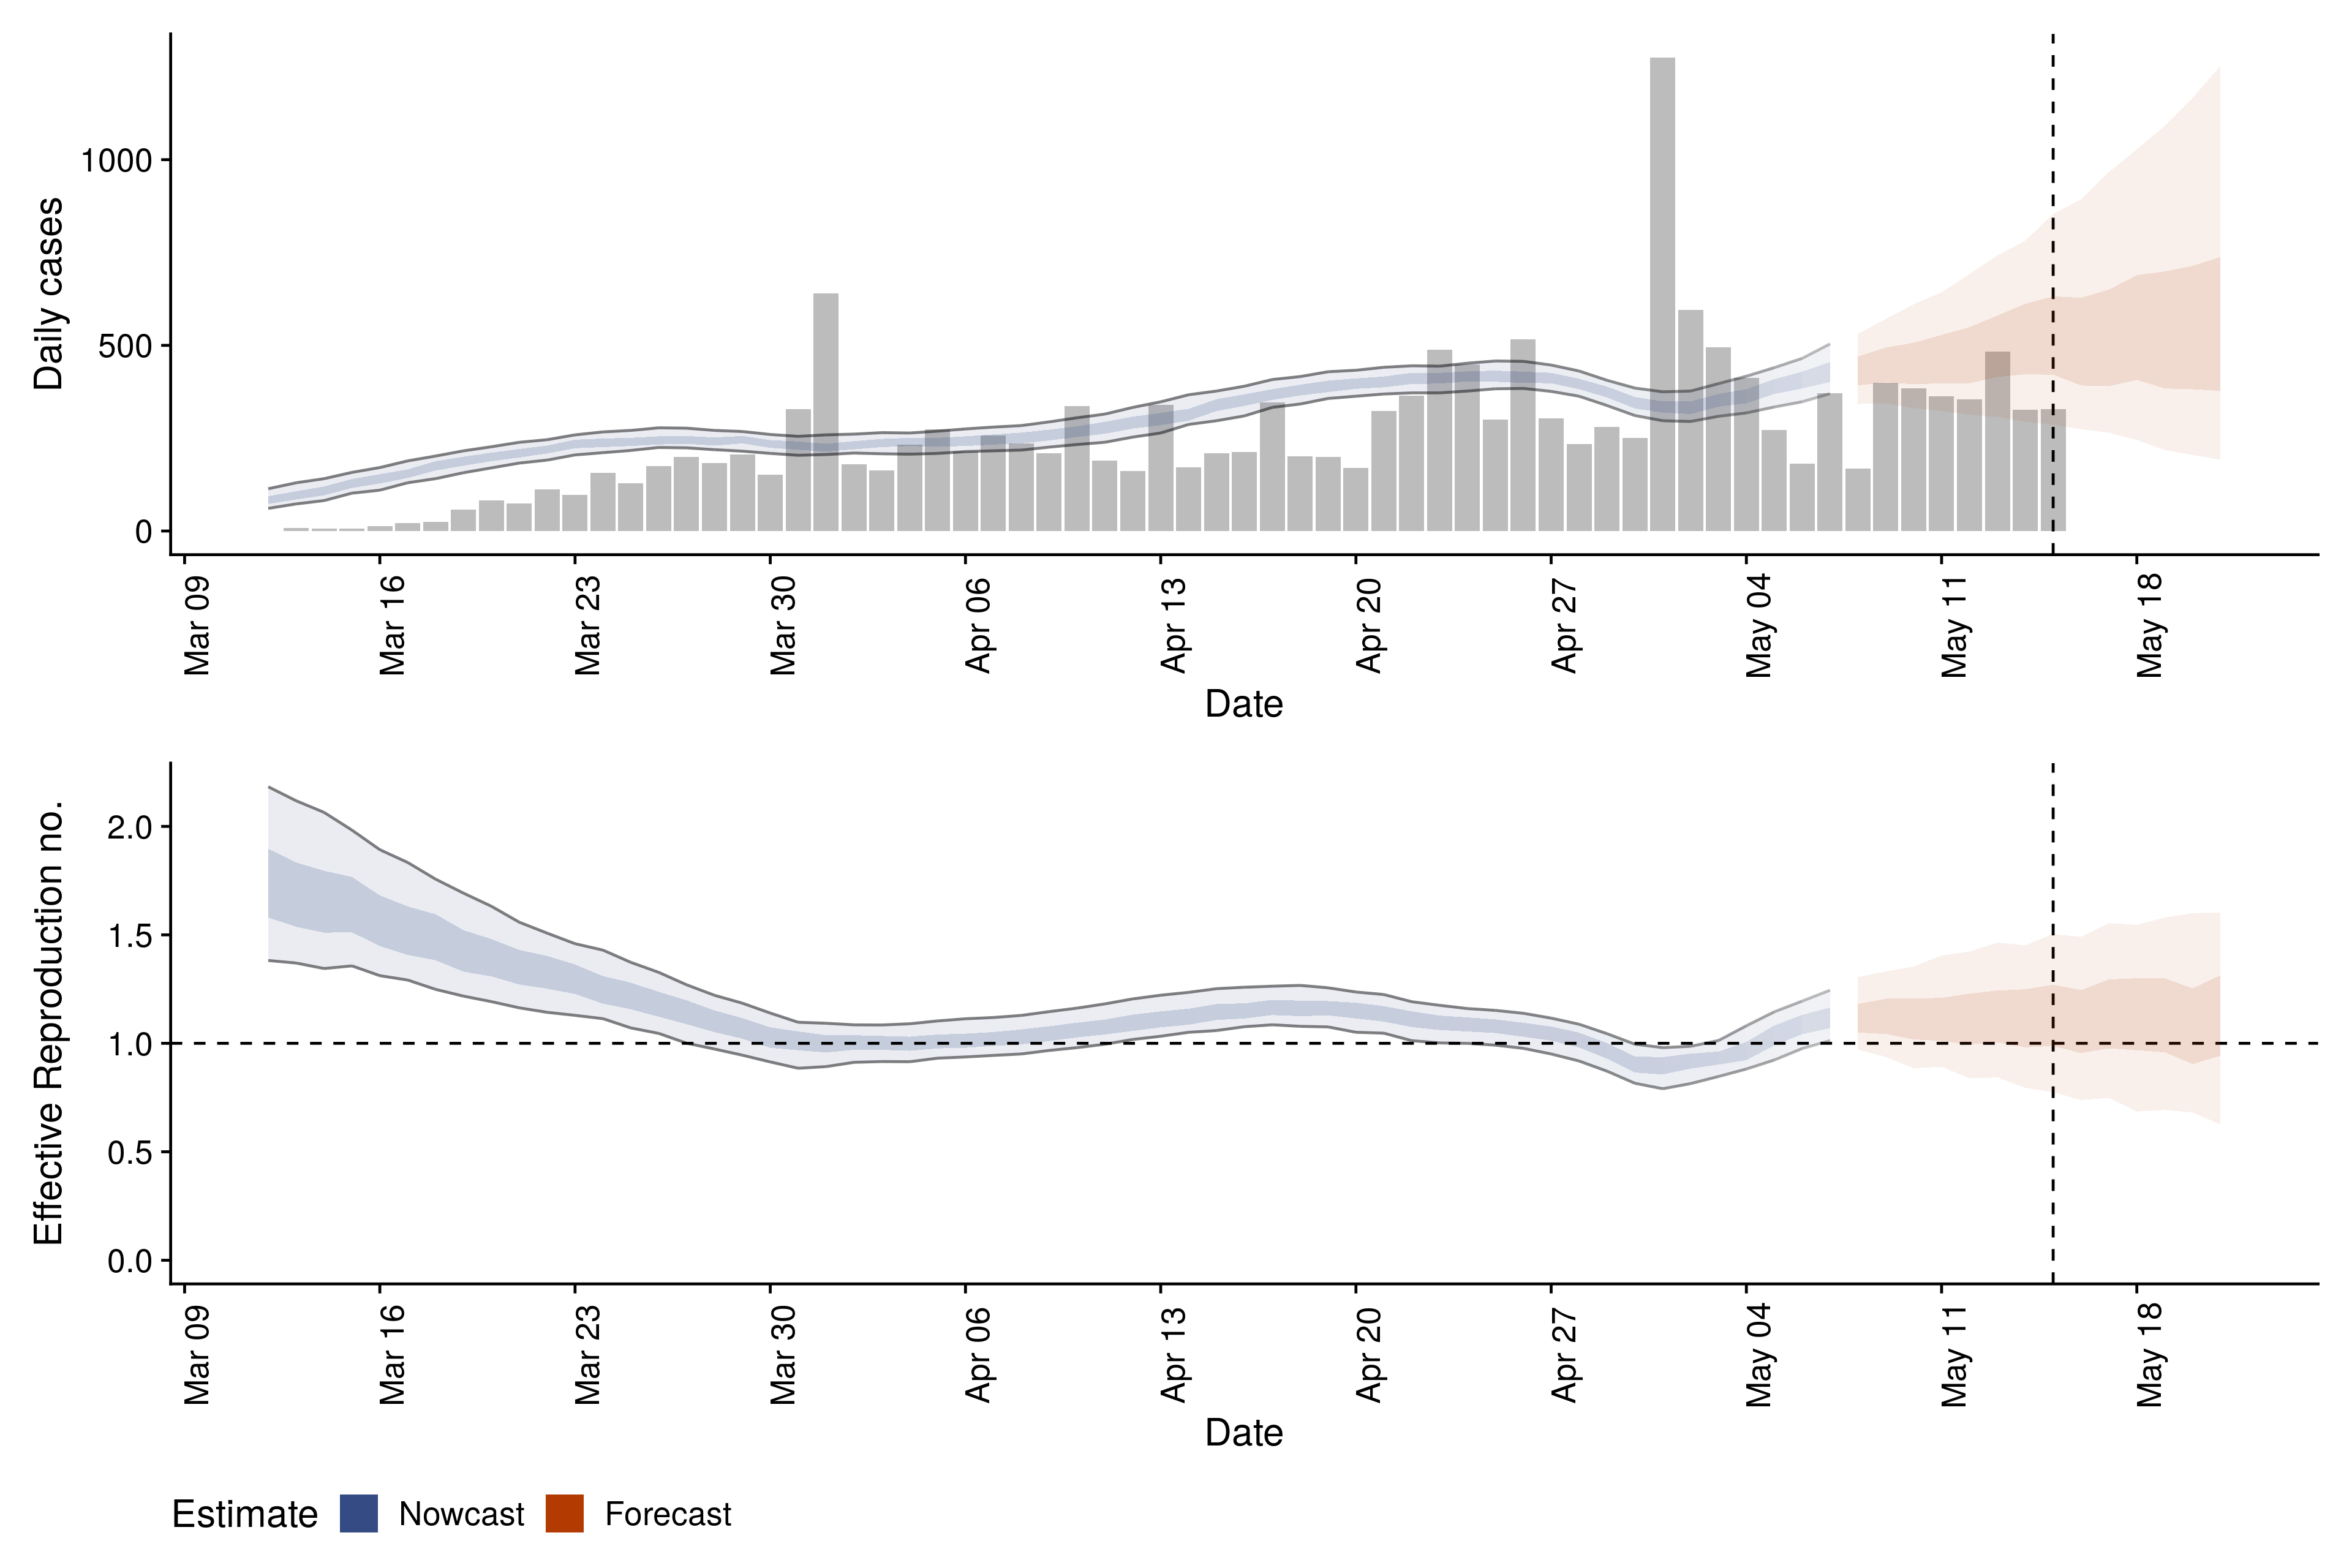 Daily cases
1000
500
0
Mar 09
Mar 16
Mar 23
Mar 30
Apr 06
Apr 13
Apr 20
Apr 27
May 04
May 11
May 18
Date
Effective Reproduction no.
2.0
1.5
1.0
0.5
0.0
Mar 09
Mar 16
Mar 23
Mar 30
Apr 06
Apr 13
Apr 20
Apr 27
May 04
May 11
May 18
Date
Estimate Nowcast Forecast